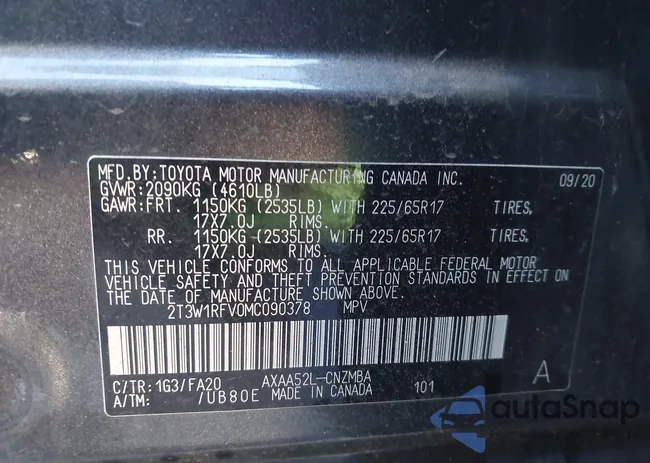 MFD.BY:TOYOTA MOTOR MANUFACTURING CANADA INC. 09/20
GVWR:2090KG (4610LB)
GAWR:FRT. 1150KG (2535LB) WITH 225/65R17 TIRES,
17X7.0J RIMS.
RR. 1150KG (2535LB) WITH 225/65R17 TIRES,
17X7.0J RIMS.
THIS VEHICLE CONFORMS TO ALL APPLICABLE FEDERAL MOTOR
VEHICLE SAFETY AND THEFT PREVENTION STANDARDS IN EFFECT ON
THE DATE OF MANUFACTURE SHOWN ABOVE.
2T3W1RFV0MC090378 MPV
C/TR:1G3/FA20 AXAA52L-CNZMBA 101 A
A/TM: /UB80E MADE IN CANADA
autoSnap